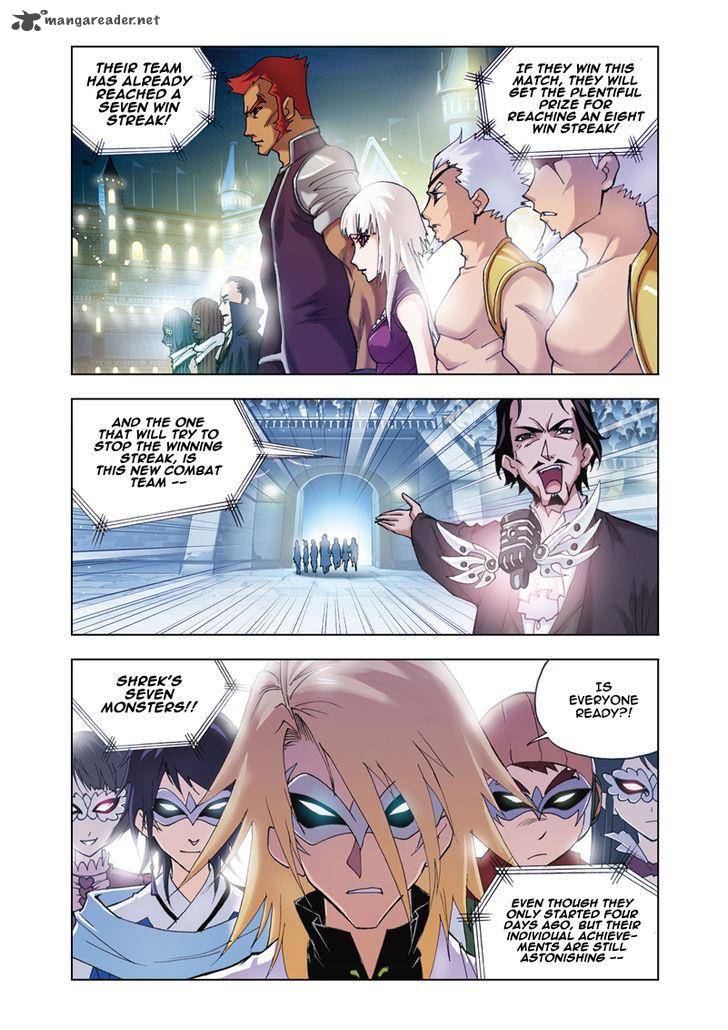 mangareader.net
THEIR TEAM
HAS ALREADY
REACHED A
SEVEN WIN
STREAK!
IF THEY WIN THIS
MATCH, THEY WILL
GET THE PLENTIFUL
PRIZE FOR
REACHING AN EIGHT
WIN STREAK!
AND THE ONE
THAT WILL TRY TO
STOP THE WINNING
STREAK, IS
THIS NEW COMBAT
TEAM --
SHREK'S
SEVEN
MONSTERS!!
IS
EVERYONE
READY?!
EVEN THOUGH THEY
ONLY STARTED FOUR
DAYS AGO, BUT THEIR
INDIVIDUAL ACHIEVE-
MENTS ARE STILL
ASTONISHING --